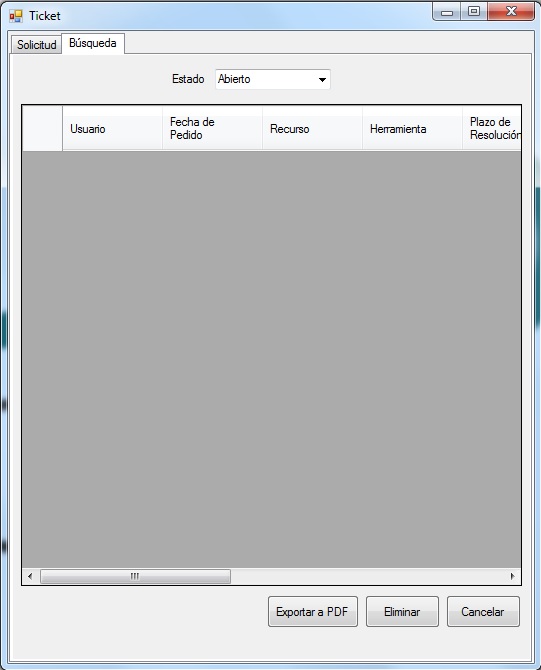 Ticket
Solicitud Búsqueda
Estado Abierto
Usuario Fecha de Pedido Recurso Herramienta Plazo de Resolución
Exportar a PDF Eliminar Cancelar